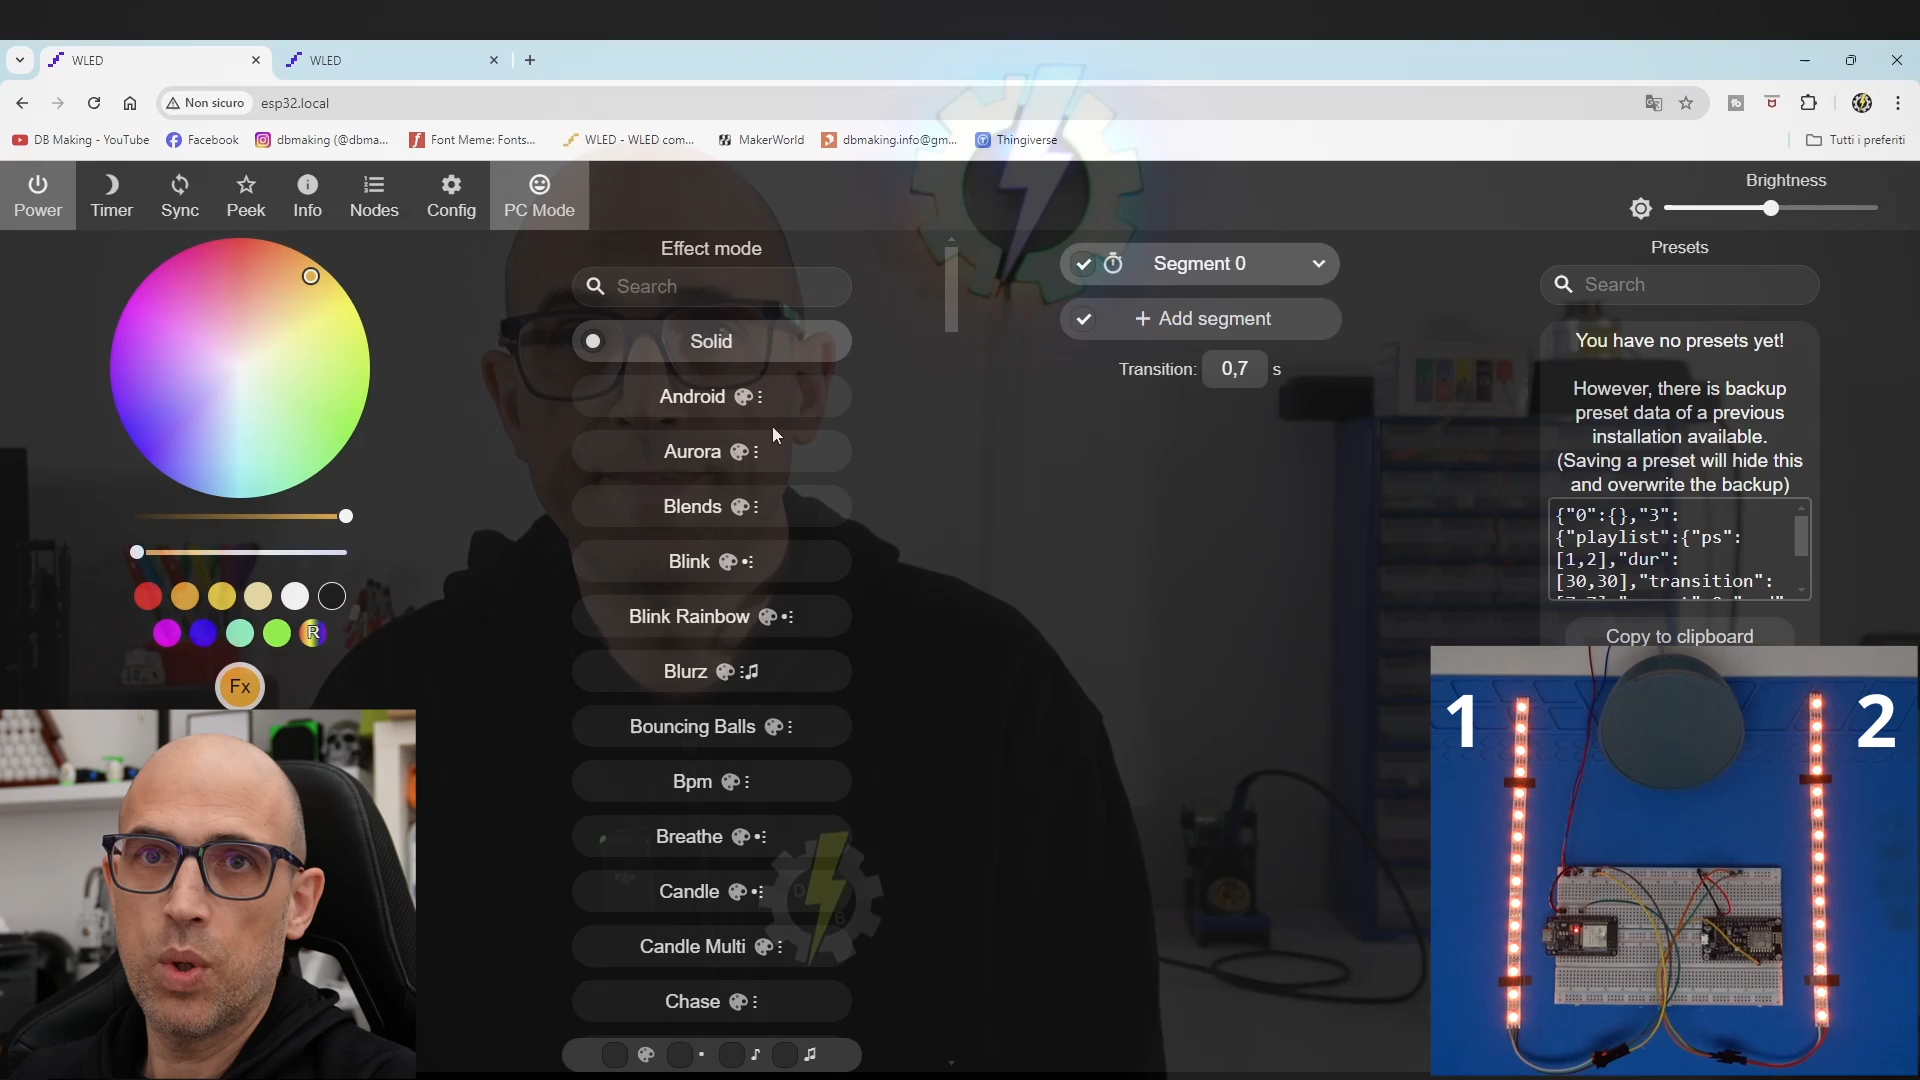 WLED
WLED
Non sicuro
esp32.local
DB Making - YouTube
Facebook
dbmaking (@dbma...
Font Meme: Fonts...
WLED - WLED com...
MakerWorld
dbmaking.info@gm...
Thingiverse
Tutti i preferiti
Power
Timer
Sync
Peek
Info
Nodes
Config
PC Mode
Brightness
Effect mode
Search
Solid
Android
Aurora
Blends
Blink
Blink Rainbow
Blurz
Bouncing Balls
Bpm
Breathe
Candle
Candle Multi
Chase
R
Fx
Segment 0
+ Add segment
Transition: 0,7 s
Presets
Search
You have no presets yet!
However, there is backup
preset data of a previous
installation available.
(Saving a preset will hide this
and overwrite the backup)
{"0":{},"3":
{"playlist":{"ps":
[1,2],"dur":
[30,30],"transition":
Copy to clipboard
1
2
D
B